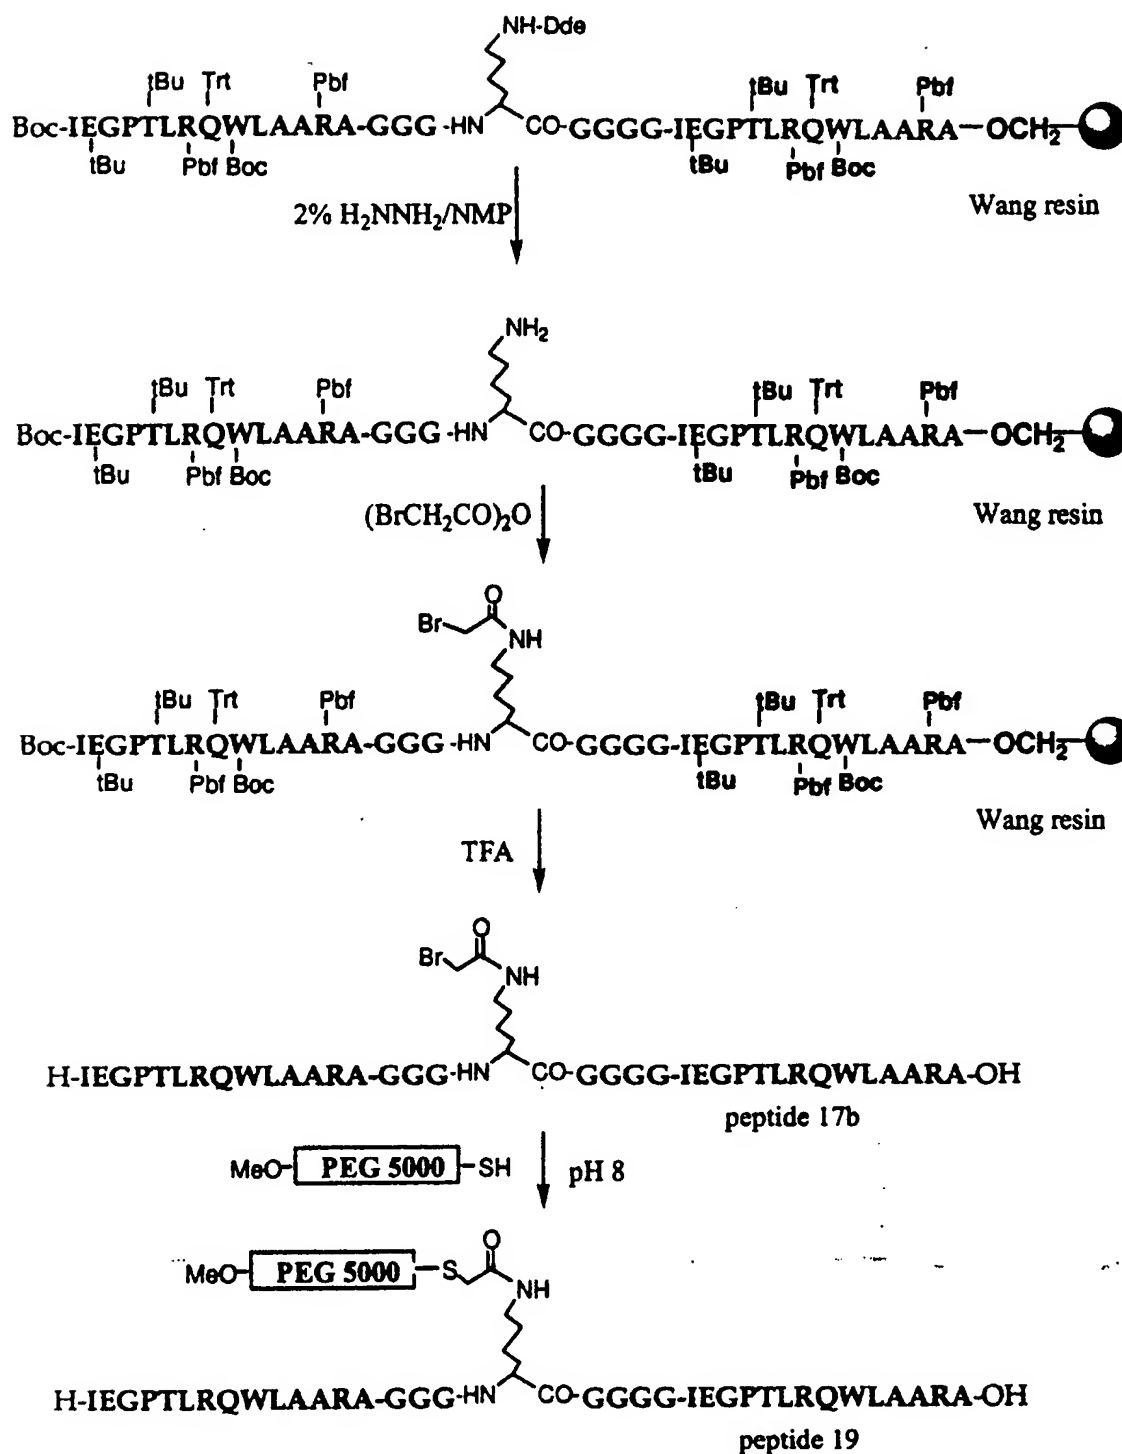 NH-Dde
tBu Trt Pbf tBu Trt Pbf
Boc-IEGPTLRQWLAARA-GGG-HN CO-GGGG-IEGPTLRQWLAARA-OCH2
tBu Pbf Boc tBu Pbf Boc
Wang resin
2% H2NNH2/NMP
NH2
tBu Trt Pbf tBu Trt Pbf
Boc-IEGPTLRQWLAARA-GGG-HN CO-GGGG-IEGPTLRQWLAARA-OCH2
tBu Pbf Boc tBu Pbf Boc
Wang resin
(BrCH2CO)2O
O
Br NH
tBu Trt Pbf tBu Trt Pbf
Boc-IEGPTLRQWLAARA-GGG-HN CO-GGGG-IEGPTLRQWLAARA-OCH2
tBu Pbf Boc tBu Pbf Boc
Wang resin
TFA
O
Br NH
H-IEGPTLRQWLAARA-GGG-HN CO-GGGG-IEGPTLRQWLAARA-OH
peptide 17b
MeO-PEG 5000-SH pH 8
O
MeO-PEG 5000-S NH
H-IEGPTLRQWLAARA-GGG-HN CO-GGGG-IEGPTLRQWLAARA-OH
peptide 19